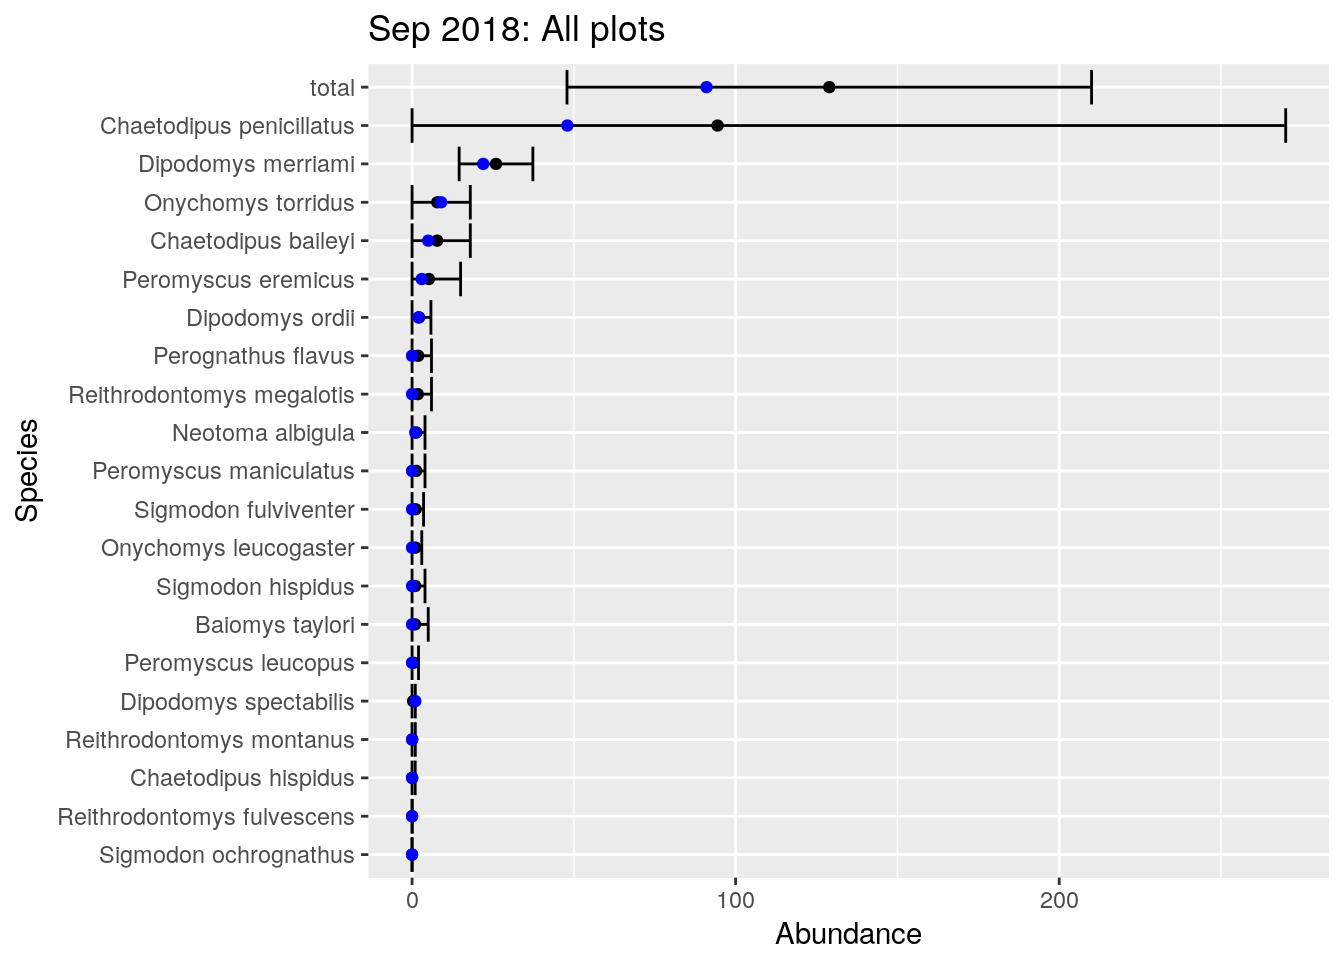 Sep 2018: All plots
total
Chaetodipus penicillatus
Dipodomys merriami
Onychomys torridus
Chaetodipus baileyi
Peromyscus eremicus
Dipodomys ordii
Perognathus flavus
Reithrodontomys megalotis
Neotoma albigula
Peromyscus maniculatus
Sigmodon fulviventer
Onychomys leucogaster
Sigmodon hispidus
Baiomys taylori
Peromyscus leucopus
Dipodomys spectabilis
Reithrodontomys montanus
Chaetodipus hispidus
Reithrodontomys fulvescens
Sigmodon ochrognathus
Species
0 100 200
Abundance